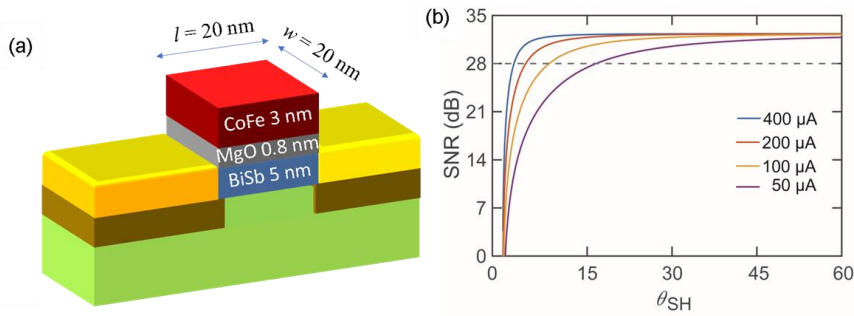 (a)
l = 20 nm
w = 20 nm
CoFe 3 nm
MgO 0.8 nm
BiSb 5 nm
(b)
SNR (dB)
35
28
21
14
7
0
400 µA
200 µA
100 µA
50 µA
0 15 30 45 60
θSH